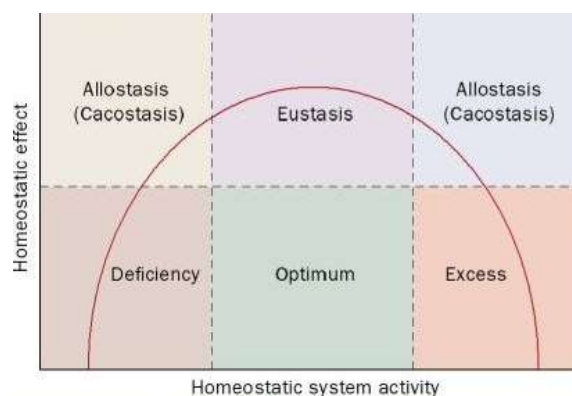 Homeostatic effect
Allostasis
(Cacostasis)
Eustasis
Allostasis
(Cacostasis)
Deficiency
Optimum
Excess
Homeostatic system activity